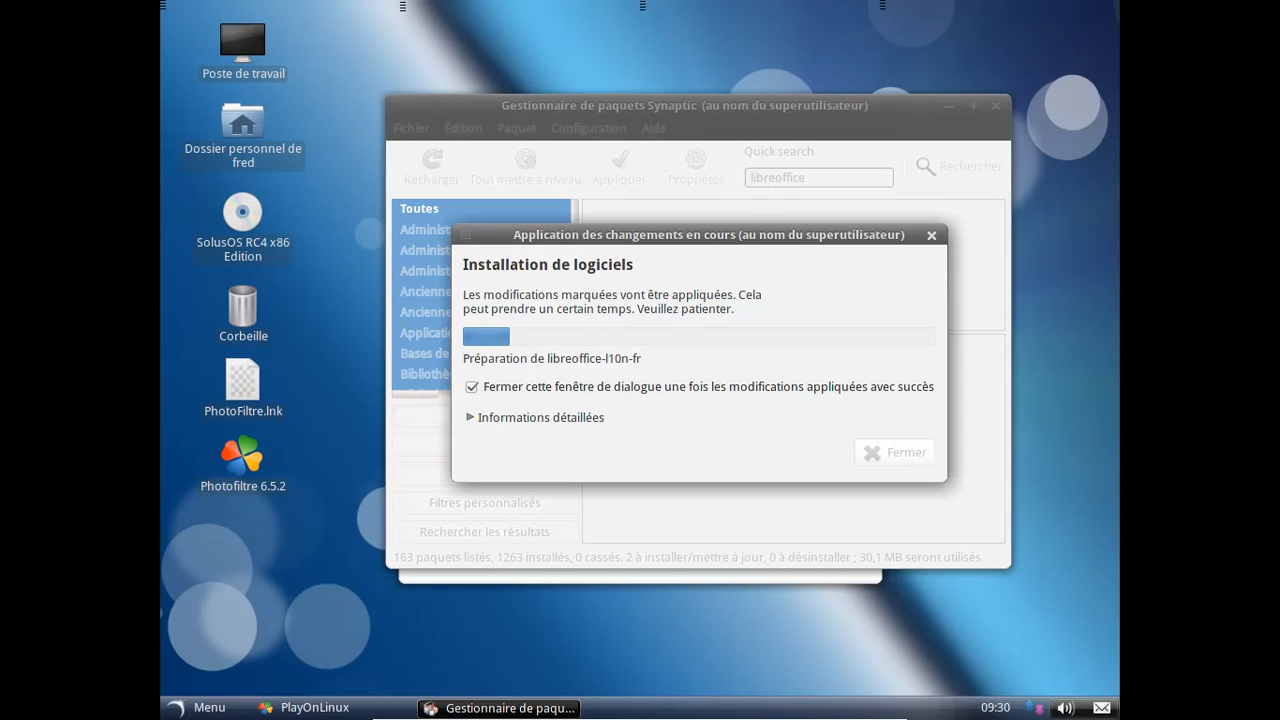 Poste de travail
Dossier personnel de
fred
SolusOS RC4 x86
Edition
Corbeille
PhotoFiltre.lnk
Photofiltre 6.5.2
Gestionnaire de paquets Synaptic (au nom du superutilisateur)
Fichier Édition Paquet Configuration Aide
Quick search
Recharger Tout mettre à niveau Appliquer Propriétés libreoffice Rechercher
Toutes
Administ
Administ
Administ
Ancienne
Ancienne
Applicatio
Bases de
Biblioth
Application des changements en cours (au nom du superutilisateur)
Installation de logiciels
Les modifications marquées vont être appliquées. Cela
peut prendre un certain temps. Veuillez patienter.
Préparation de libreoffice-l10n-fr
Fermer cette fenêtre de dialogue une fois les modifications appliquées avec succès
Informations détaillées
Fermer
Filtres personnalisés
Rechercher les résultats
163 paquets listés, 1263 installés, 0 cassés. 2 à installer/mettre à jour, 0 à désinstaller ; 30,1 MB seront utilisés
Menu PlayOnLinux Gestionnaire de paqu... 09:30